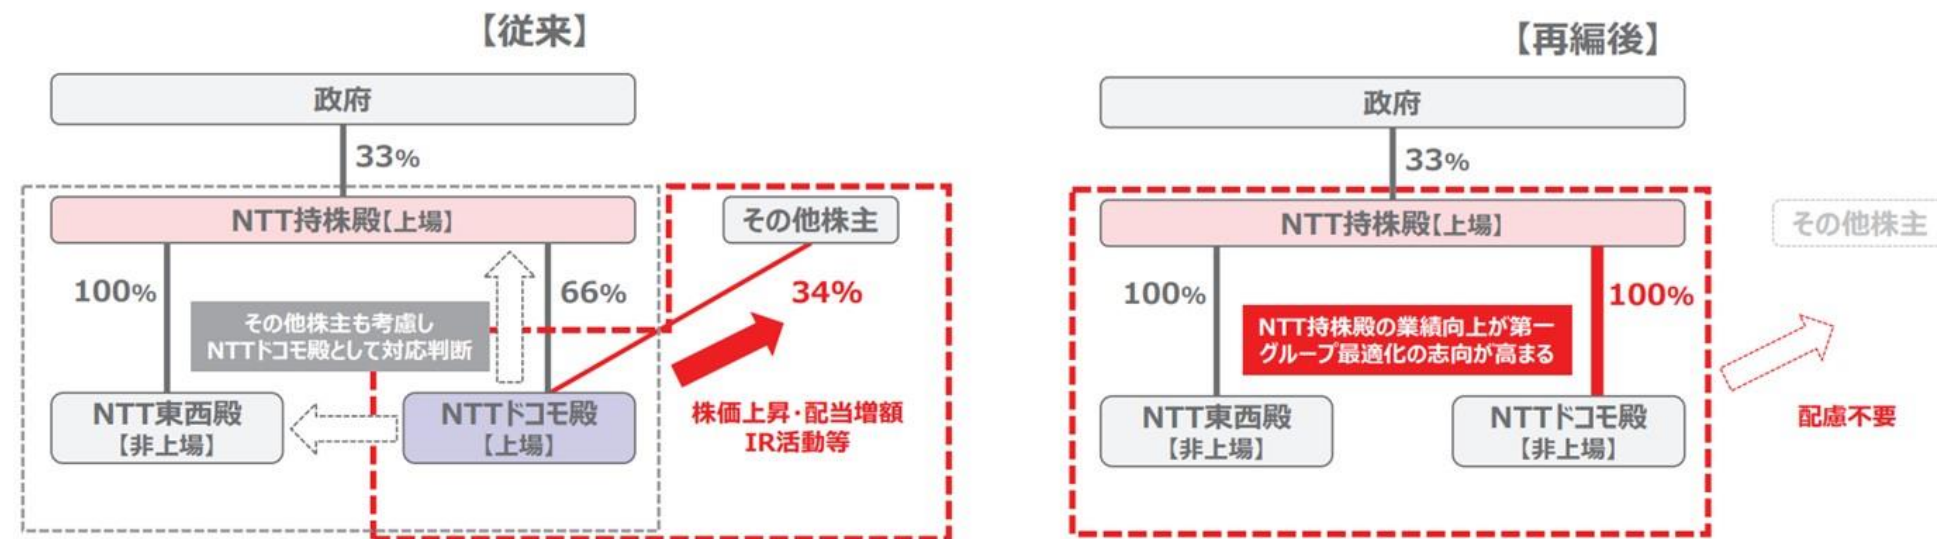 【従来】
政府
33%
NTT持株殿【上場】
その他株主
100%
66%
34%
その他株主も考慮し
NTTドコモ殿として対応判断
NTT東西殿
【非上場】
NTTドコモ殿
【上場】
株価上昇・配当増額
IR活動等
【再編後】
政府
33%
NTT持株殿【上場】
その他株主
100%
100%
NTT持株殿の業績向上が第一
グループ最適化の志向が高まる
NTT東西殿
【非上場】
NTTドコモ殿
【非上場】
配慮不要